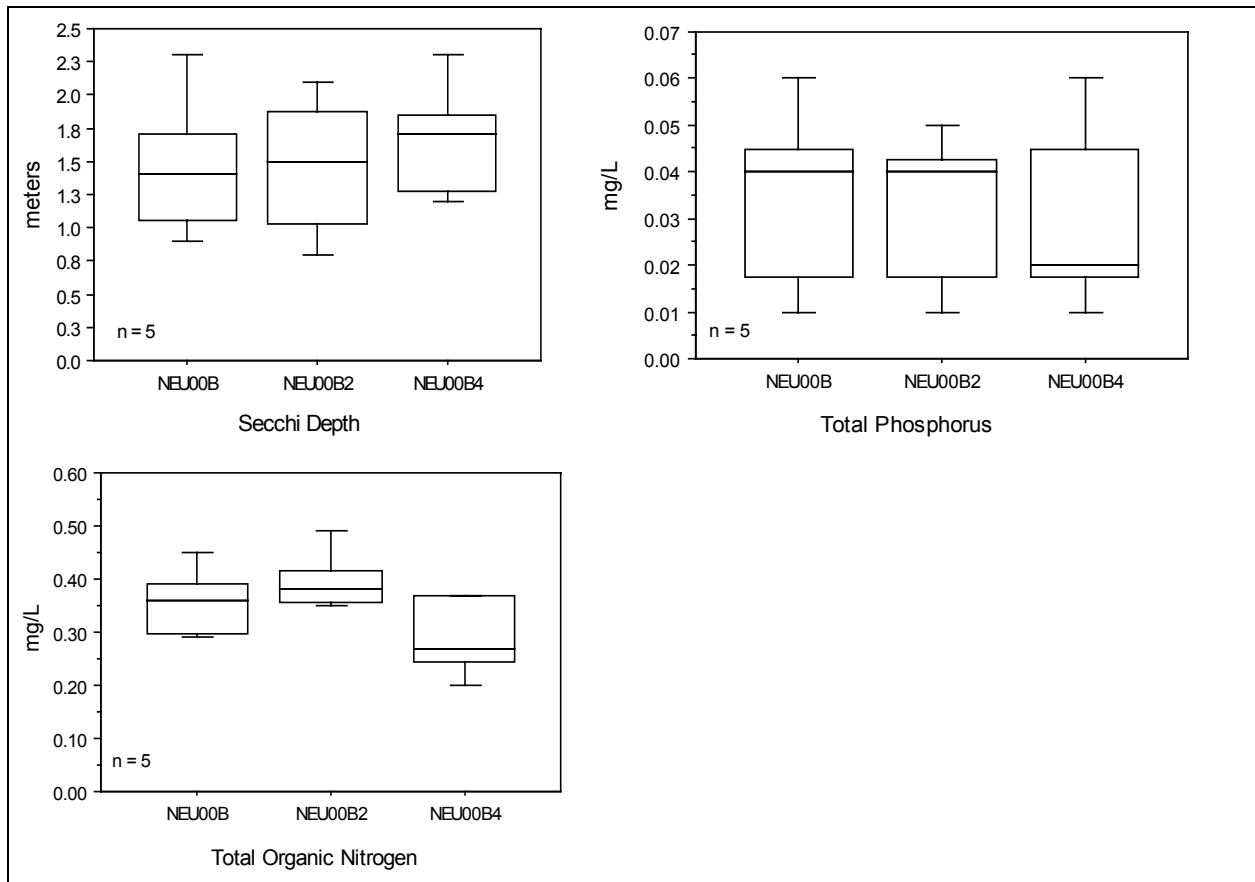 2.5
2.3
2.0
1.8
1.5
1.3
1.0
0.8
0.5
0.3
0.0
meters
n = 5
NEU00B NEU00B2 NEU00B4
Secchi Depth
0.07
0.06
0.05
0.04
0.03
0.02
0.01
0.00
mg/L
n = 5
NEU00B NEU00B2 NEU00B4
Total Phosphorus
0.60
0.50
0.40
0.30
0.20
0.10
0.00
mg/L
n = 5
NEU00B NEU00B2 NEU00B4
Total Organic Nitrogen